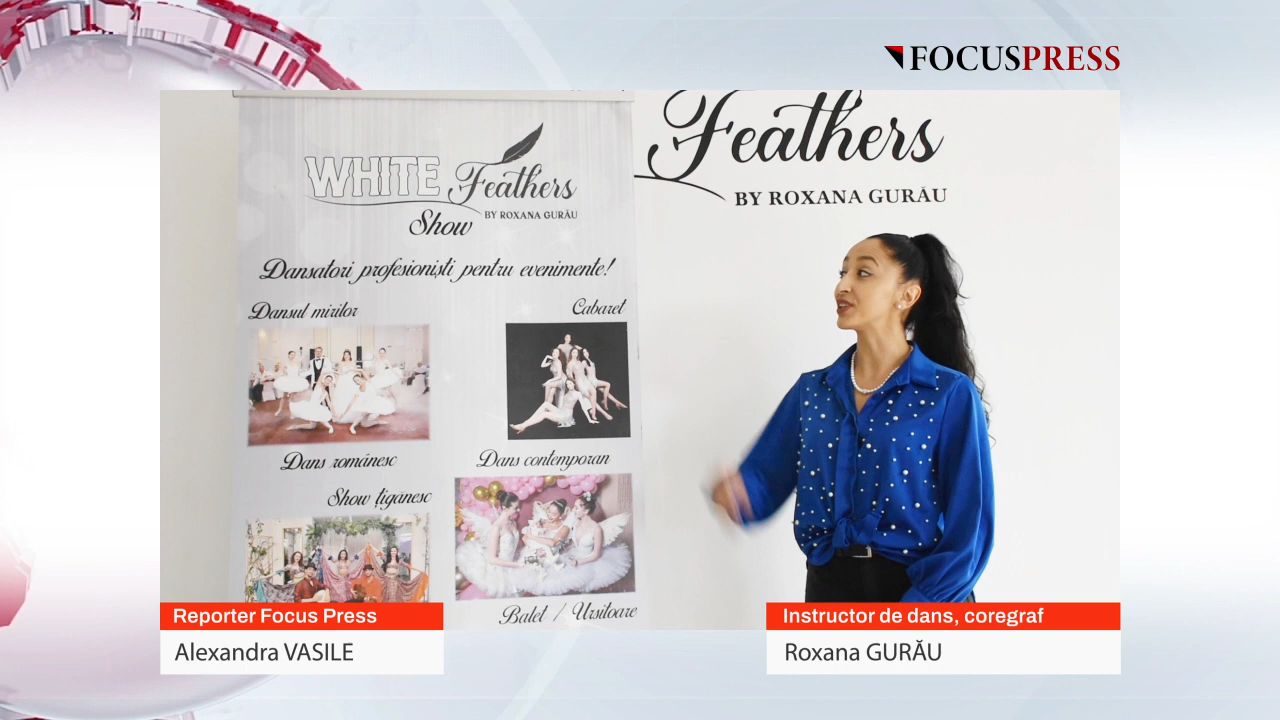 FOCUSPRESS
Feathers
BY ROXANA GURĂU
WHITE Feathers
BY ROXANA GURĂU
Show
Dansatori profesioniști pentru evenimente!
Dansul mirilor
Cabaret
Dans românesc
Dans contemporan
Show țiganesc
Balet / Ursitoare
Reporter Focus Press
Alexandra VASILE
Instructor de dans, coregraf
Roxana GURĂU